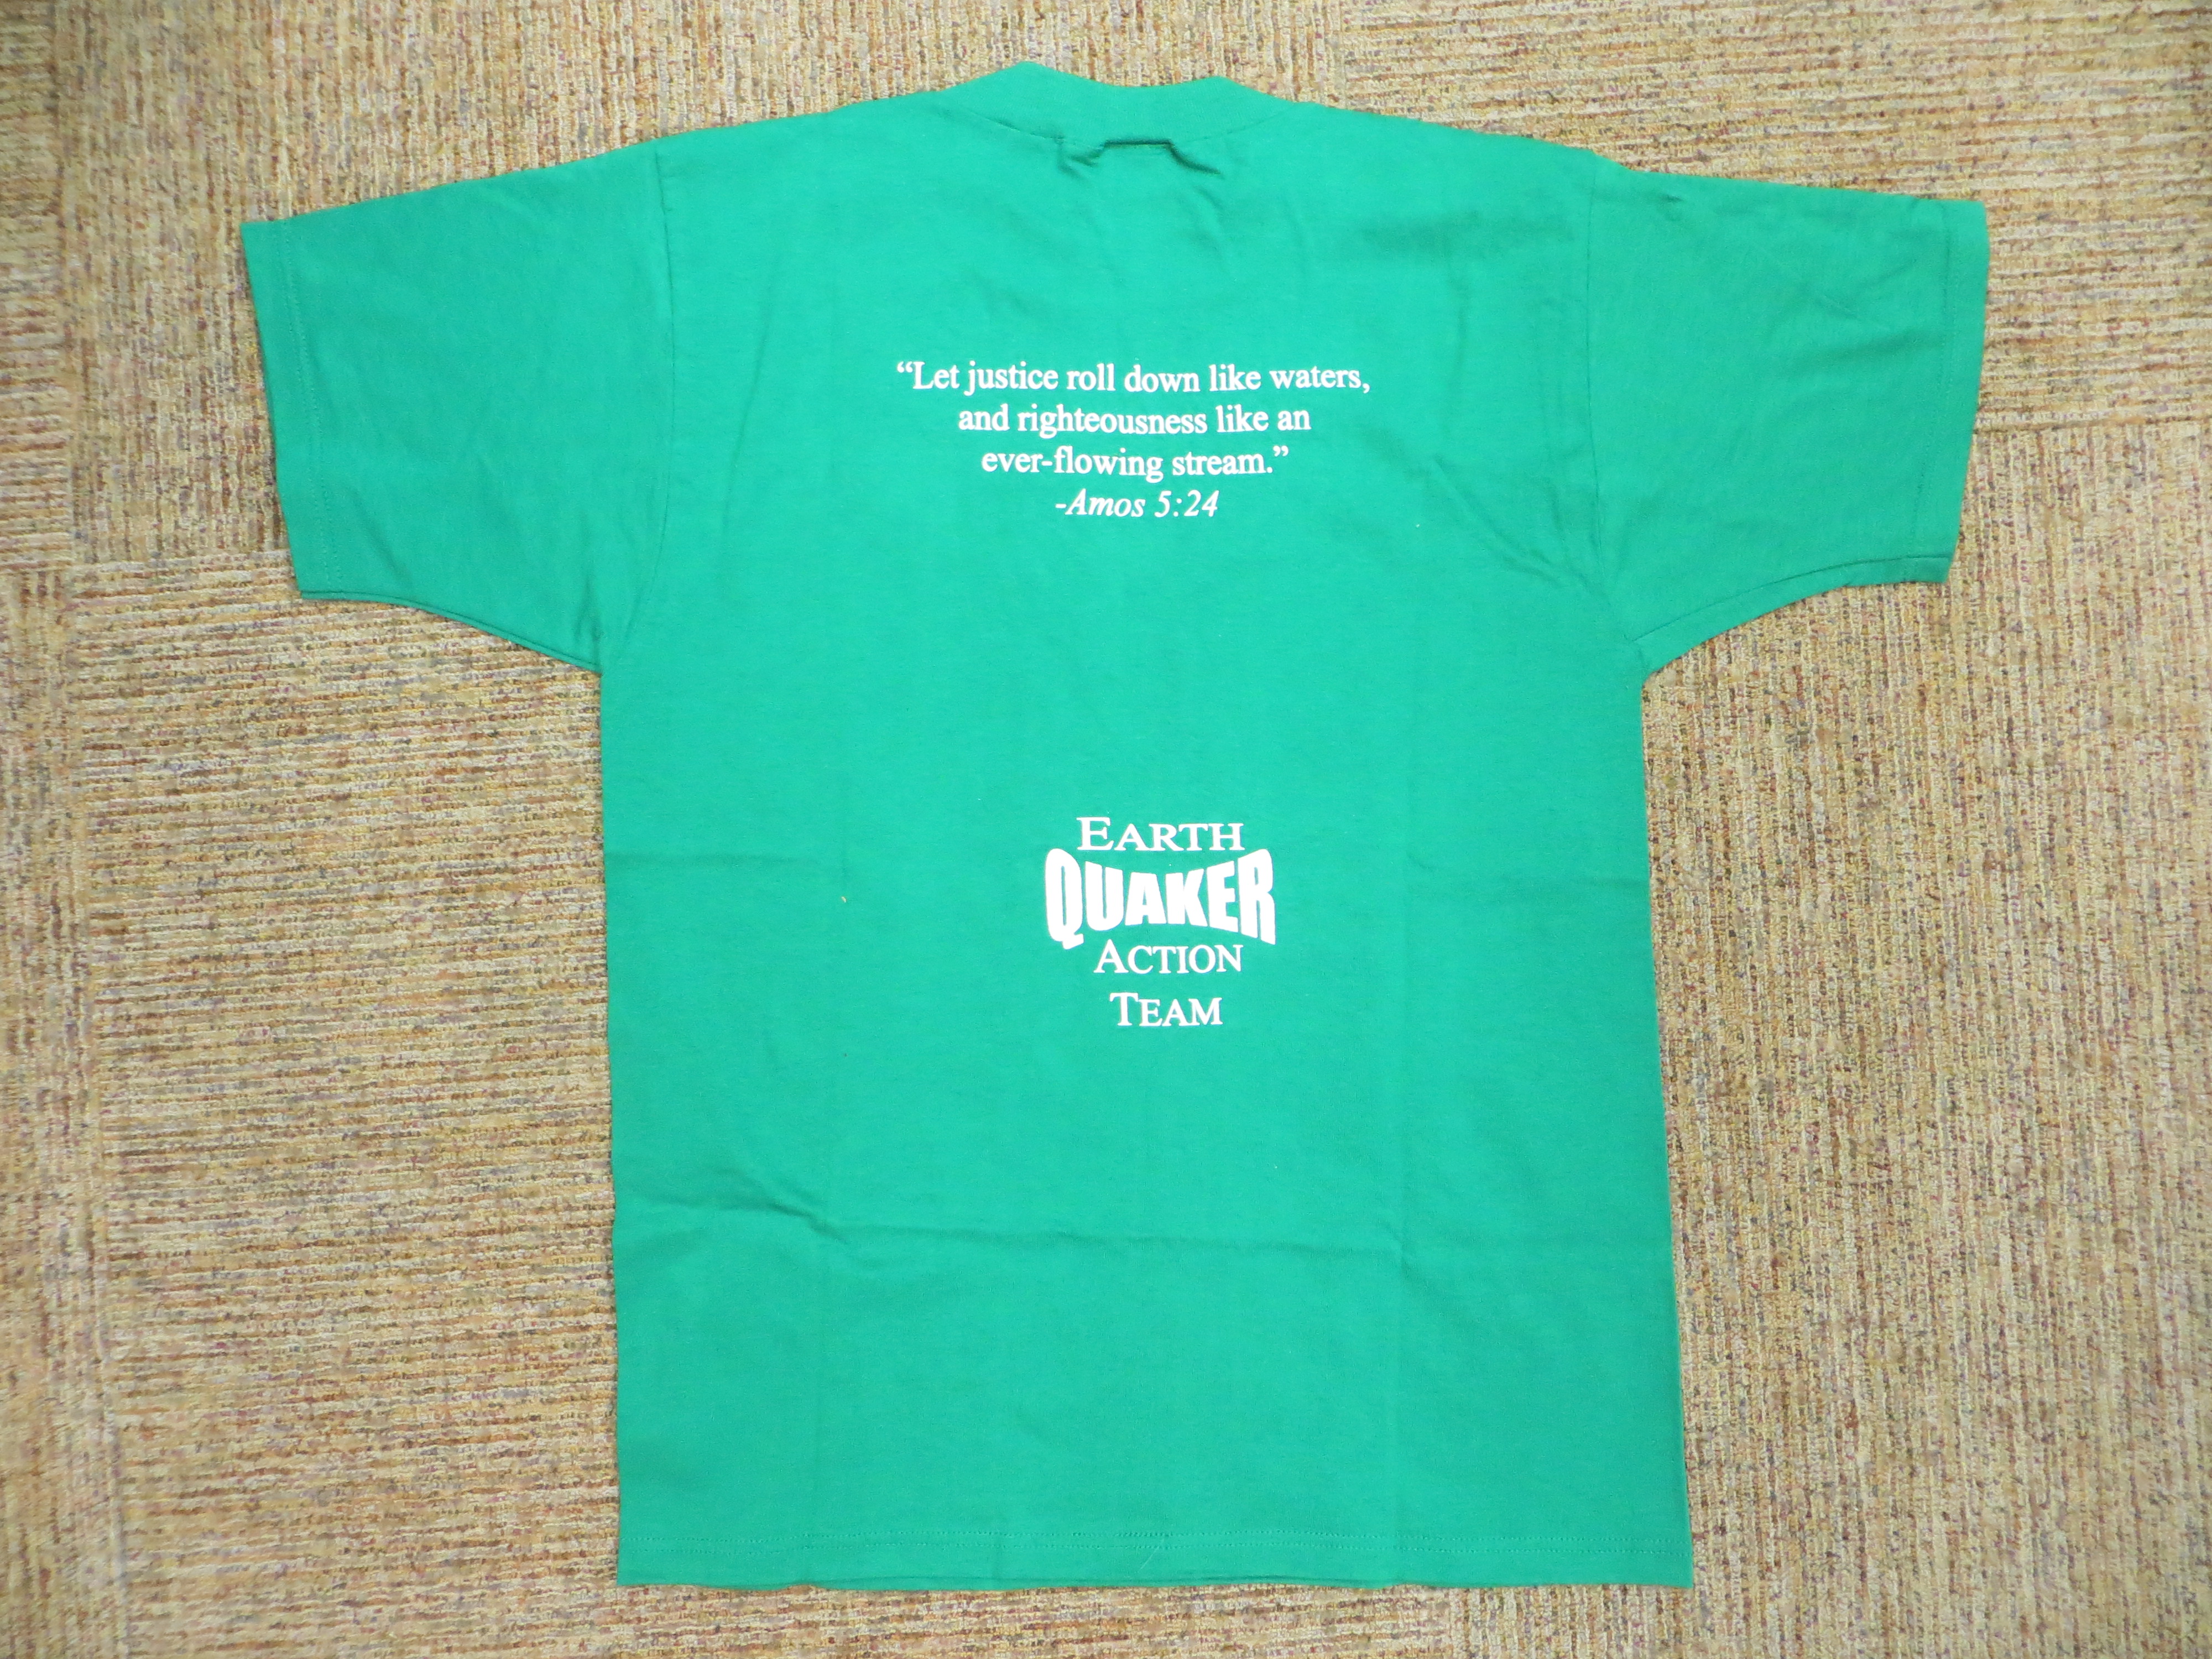 “Let justice roll down like waters,
and righteousness like an
ever-flowing stream.”
-Amos 5:24
EARTH
QUAKER
ACTION
TEAM